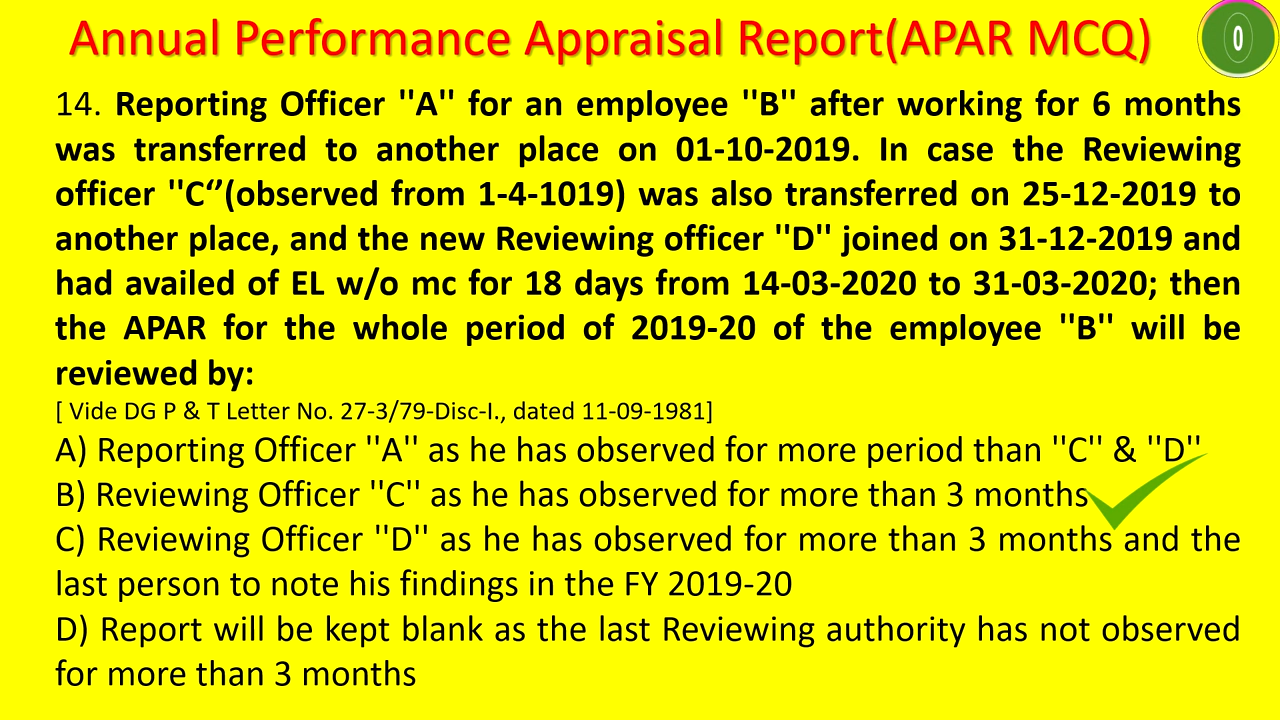 Annual Performance Appraisal Report(APAR MCQ)
0
14. Reporting Officer "A" for an employee "B" after working for 6 months
was transferred to another place on 01-10-2019. In case the Reviewing
officer "C“”(observed from 1-4-1019) was also transferred on 25-12-2019 to
another place, and the new Reviewing officer "D" joined on 31-12-2019 and
had availed of EL w/o mc for 18 days from 14-03-2020 to 31-03-2020; then
the APAR for the whole period of 2019-20 of the employee "B" will be
reviewed by:
[ Vide DG P & T Letter No. 27-3/79-Disc-I., dated 11-09-1981]
A) Reporting Officer "A" as he has observed for more period than "C" & "D"
B) Reviewing Officer "C" as he has observed for more than 3 months
C) Reviewing Officer "D" as he has observed for more than 3 months and the
last person to note his findings in the FY 2019-20
D) Report will be kept blank as the last Reviewing authority has not observed
for more than 3 months